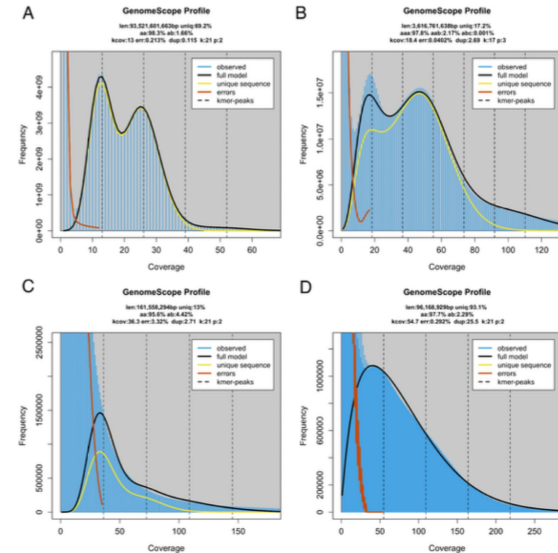 A
GenomeScope Profile
len:93,521,601,663bp uniq:69.2%
aa:98.3% ab:1.66%
kcov:13 err:0.213% dup:0.115 k:21 p:2
observed
full model
unique sequence
errors
kmer-peaks
Frequency
0e+00
1e+09
2e+09
3e+09
4e+09
0
20
40
60
Coverage
B
GenomeScope Profile
len:3,616,761,638bp uniq:17.2%
aaa:97.8% aab:2.17% abc:0.001%
kcov:18.4 err:0.0402% dup:2.69 k:17 p:3
observed
full model
unique sequence
errors
kmer-peaks
Frequency
0.0e+00
5.0e+06
1.0e+07
1.5e+07
0
20
40
60
80
100
120
Coverage
C
GenomeScope Profile
len:161,558,294bp uniq:13%
aa:95.6% ab:4.42%
kcov:36.3 err:3.32% dup:2.71 k:21 p:2
observed
full model
unique sequence
errors
kmer-peaks
Frequency
0
500000
1500000
2500000
0
50
100
150
Coverage
D
GenomeScope Profile
len:96,168,929bp uniq:93.1%
aa:97.7% ab:2.29%
kcov:54.7 err:0.292% dup:25.5 k:21 p:2
observed
full model
unique sequence
errors
kmer-peaks
Frequency
0
200000
600000
1000000
0
50
100
150
200
250
Coverage